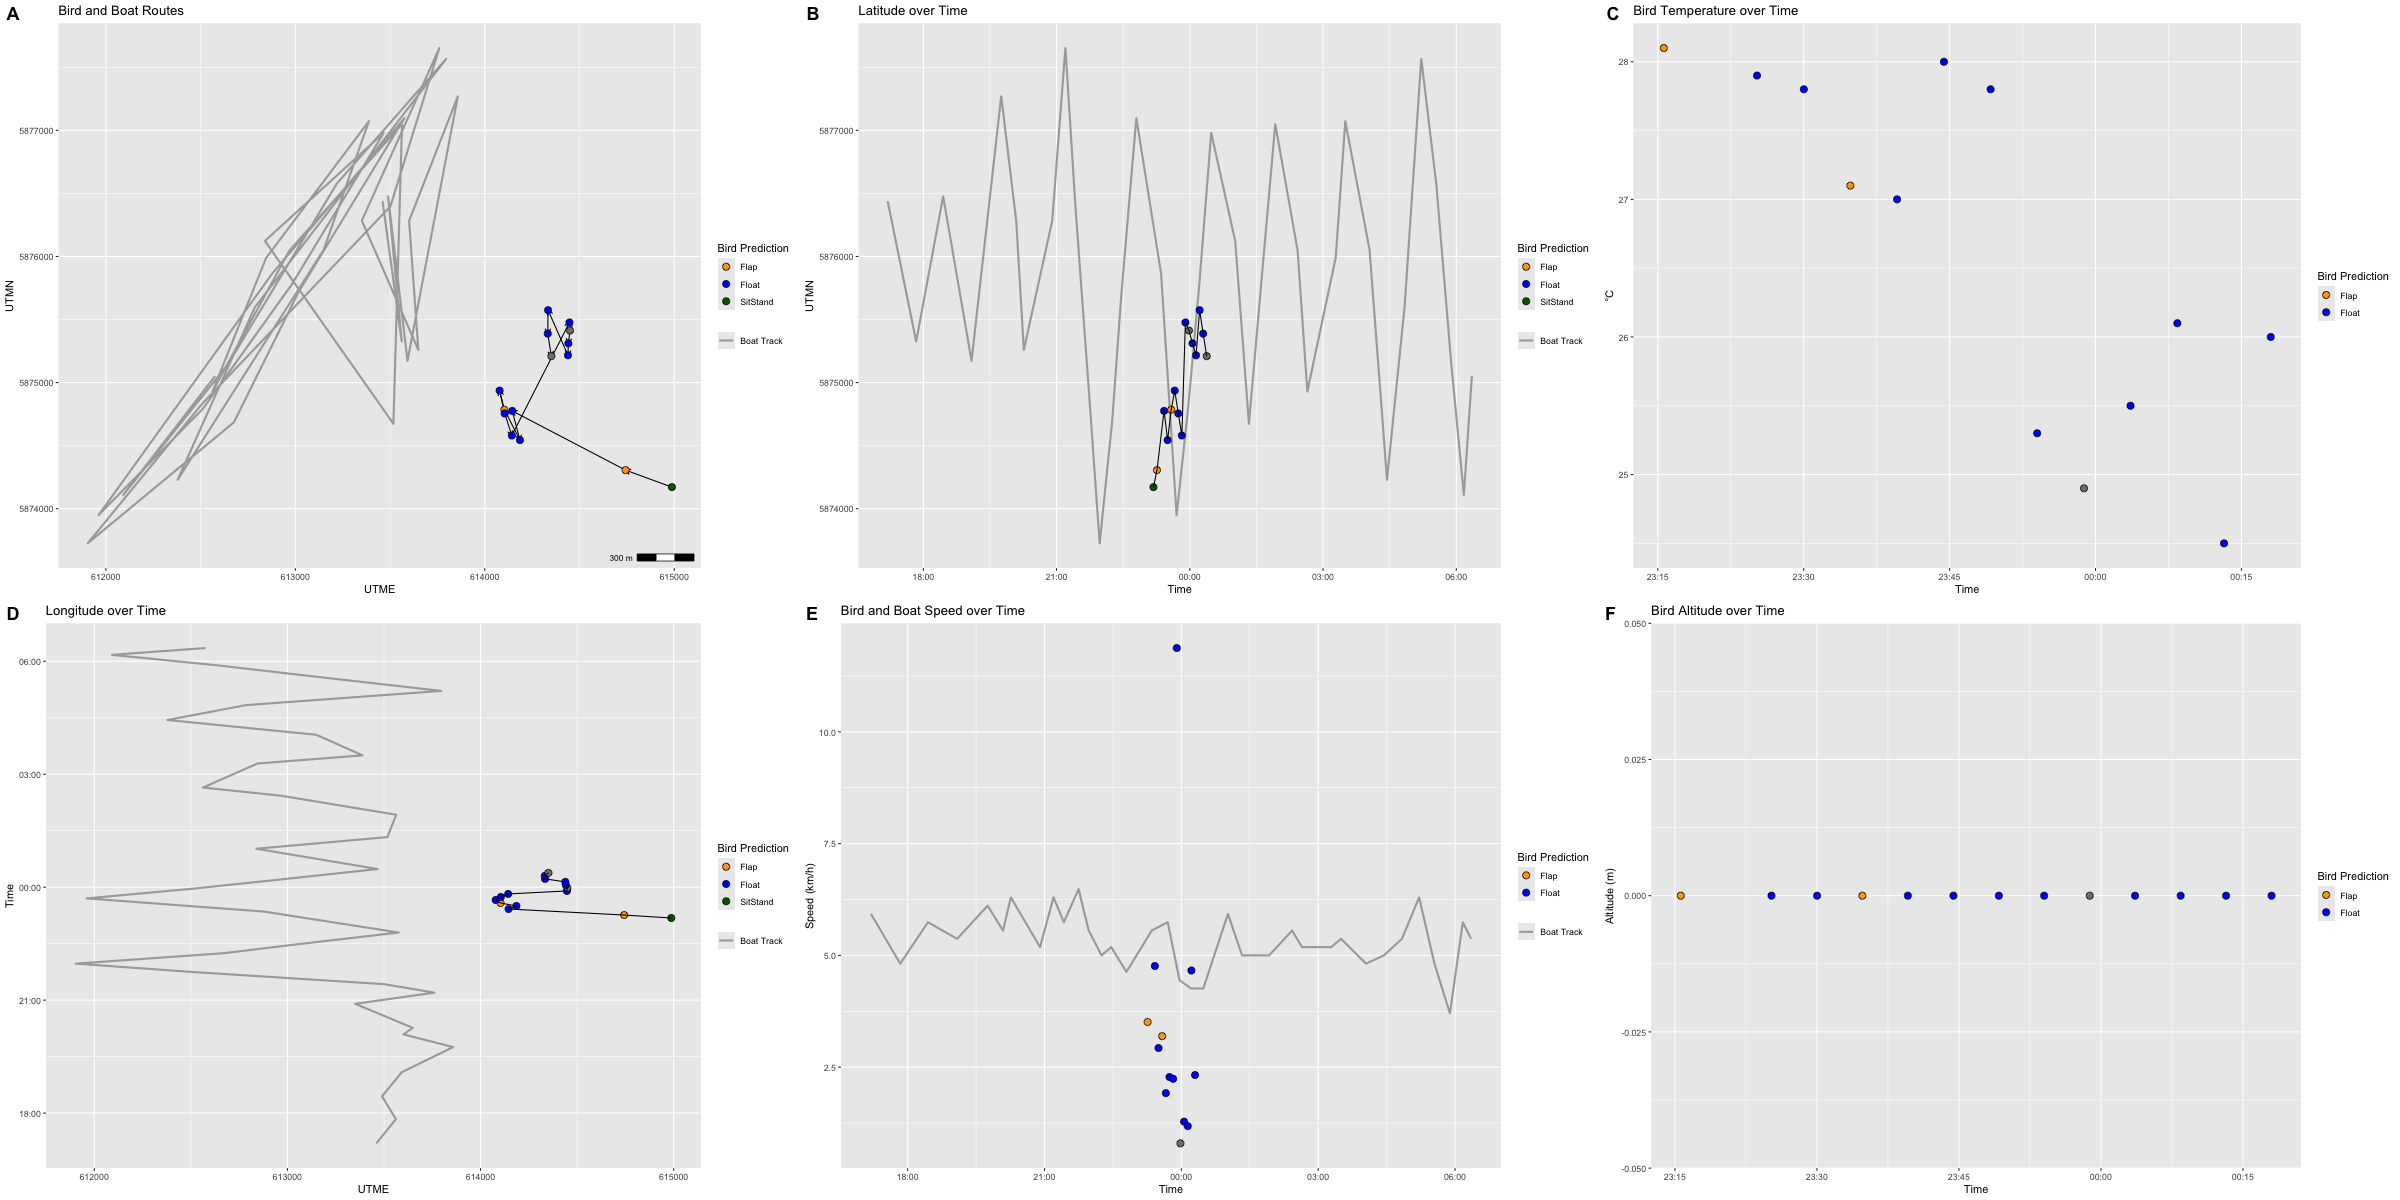 A Bird and Boat Routes
5877000
5876000
5875000
5874000
UTMN
612000 613000 614000 615000
UTME
300 m
Bird Prediction
Flap
Float
SitStand
Boat Track
B Latitude over Time
5877000
5876000
5875000
5874000
UTMN
18:00 21:00 00:00 03:00 06:00
Time
Bird Prediction
Flap
Float
SitStand
Boat Track
C Bird Temperature over Time
28
27
26
25
°C
23:15 23:30 23:45 00:00 00:15
Time
Bird Prediction
Flap
Float
D Longitude over Time
06:00
03:00
00:00
21:00
18:00
Time
612000 613000 614000 615000
UTME
Bird Prediction
Flap
Float
SitStand
Boat Track
E Bird and Boat Speed over Time
10.0
7.5
5.0
2.5
Speed (km/h)
18:00 21:00 00:00 03:00 06:00
Time
Bird Prediction
Flap
Float
Boat Track
F Bird Altitude over Time
0.050
0.025
0.000
-0.025
-0.050
Altitude (m)
23:15 23:30 23:45 00:00 00:15
Time
Bird Prediction
Flap
Float